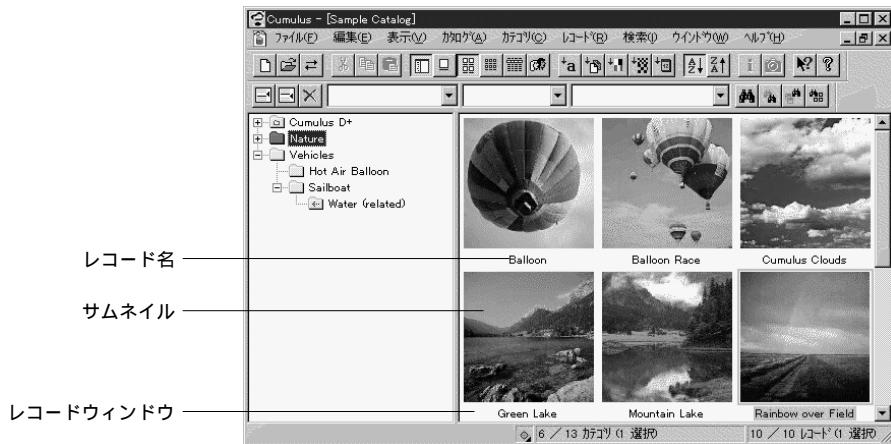 Cumulus - [Sample Catalog]
ファイル(F) 編集(E) 表示(V) カタログ(A) カテゴリ(C) レコード(R) 検索(I) ウインドウ(W) ヘルプ(H)
Cumulus D+
Nature
Vehicles
Hot Air Balloon
Sailboat
Water (related)
レコード名
Balloon Balloon Race Cumulus Clouds
サムネイル
レコードウィンドウ
Green Lake Mountain Lake Rainbow over Field
6 / 13 カテゴリ (1 選択) 10 / 10 レコード (1 選択)